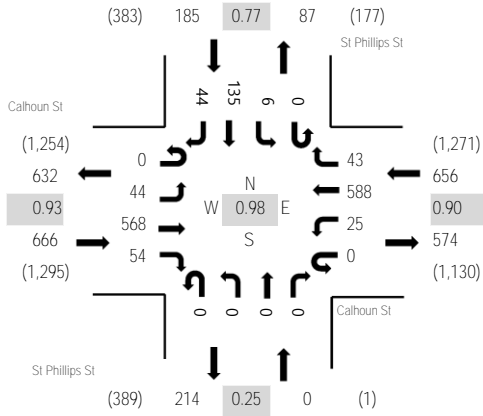 (383) 185 0.77 87 (177)
St Phillips St
44 135 6 0
Calhoun St
(1,254) (1,271)
0 43
632 656
N
44 588
0.93 W 0.98 E 0.90
568 25
666 S 574
54 0
(1,295) (1,130)
0 0 0 0
Calhoun St
St Phillips St
(389) 214 0.25 0 (1)